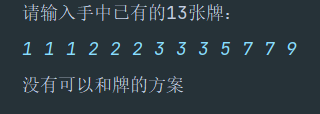 请输入手中已有的13张牌:
1 1 1 2 2 2 3 3 3 5 7 7 9
没有可以和牌的方案